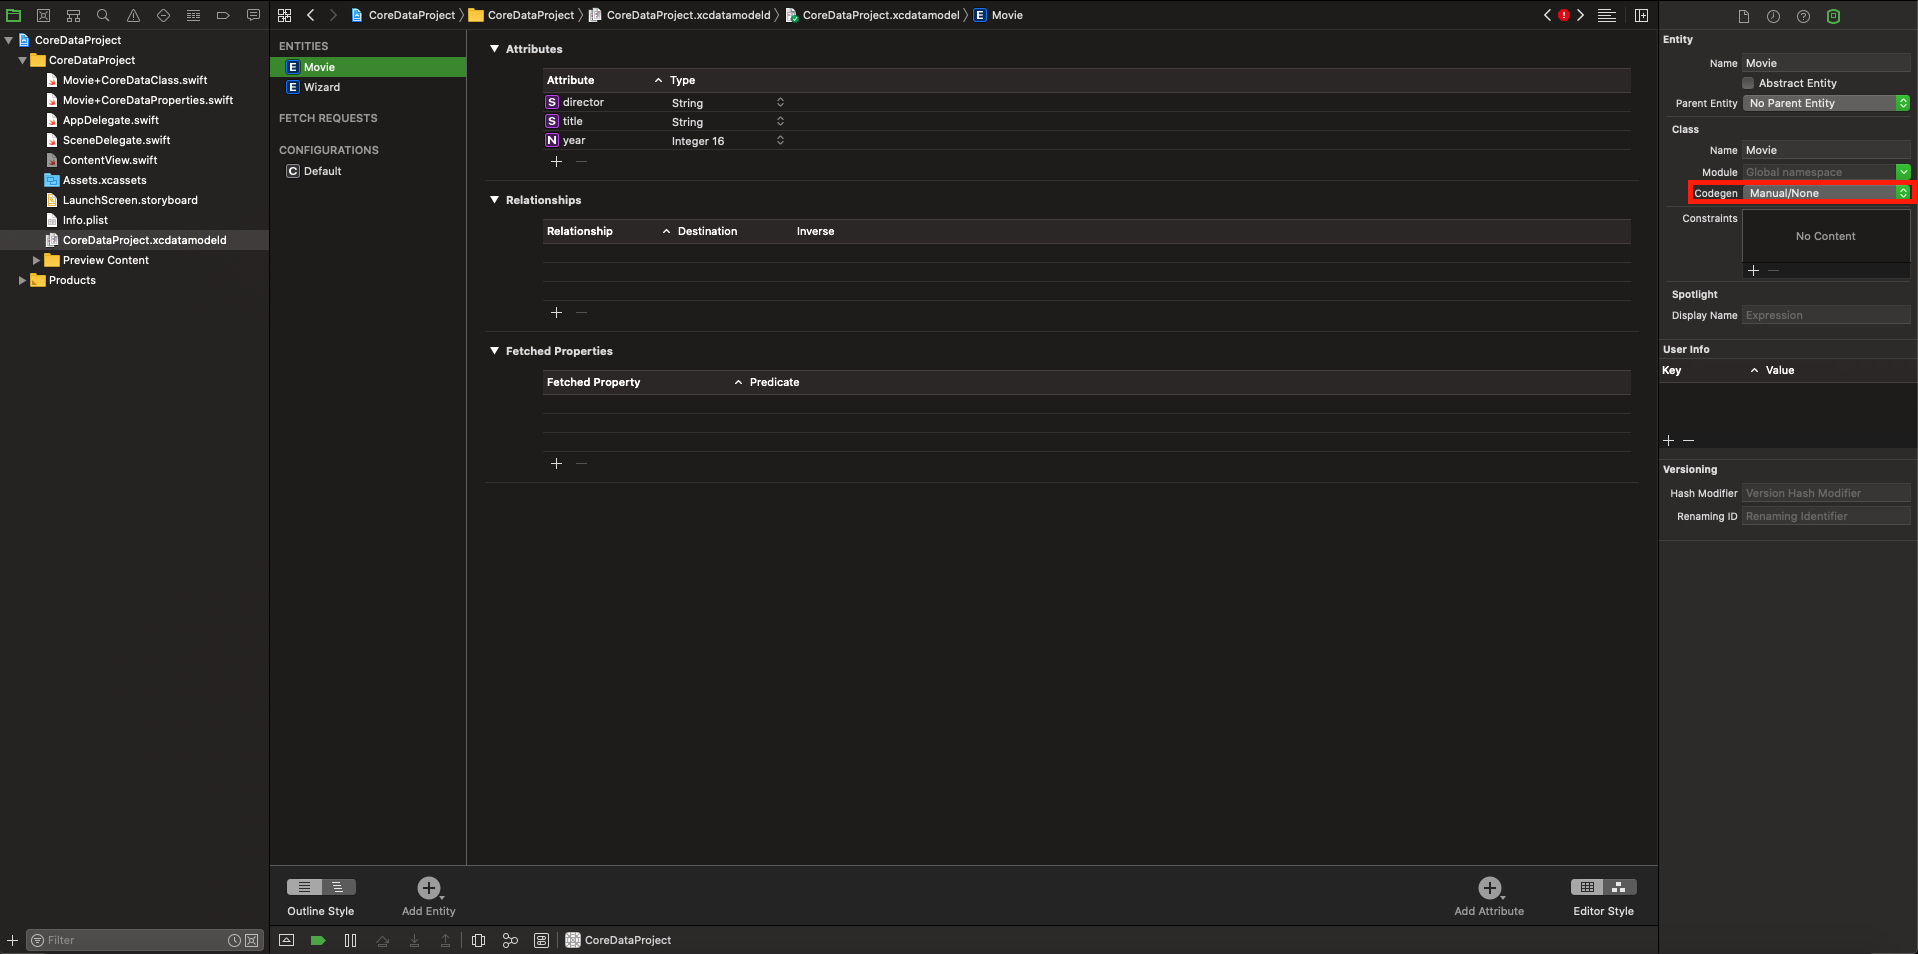 CoreDataProject
CoreDataProject
Movie+CoreDataClass.swift
Movie+CoreDataProperties.swift
AppDelegate.swift
SceneDelegate.swift
ContentView.swift
Assets.xcassets
LaunchScreen.storyboard
Info.plist
CoreDataProject.xcdatamodeld
Preview Content
Products
Filter
CoreDataProject CoreDataProject CoreDataProject.xcdatamodeld CoreDataProject.xcdatamodel E Movie
ENTITIES
E Movie
E Wizard
FETCH REQUESTS
CONFIGURATIONS
C Default
Attributes
Attribute Type
S director String
S title String
N year Integer 16
Relationships
Relationship Destination Inverse
Fetched Properties
Fetched Property Predicate
Outline Style Add Entity Add Attribute Editor Style
CoreDataProject
Entity
Name Movie
Abstract Entity
Parent Entity No Parent Entity
Class
Name Movie
Module Global namespace
Codegen Manual/None
Constraints
No Content
Spotlight
Display Name Expression
User Info
Key Value
Versioning
Hash Modifier Version Hash Modifier
Renaming ID Renaming Identifier